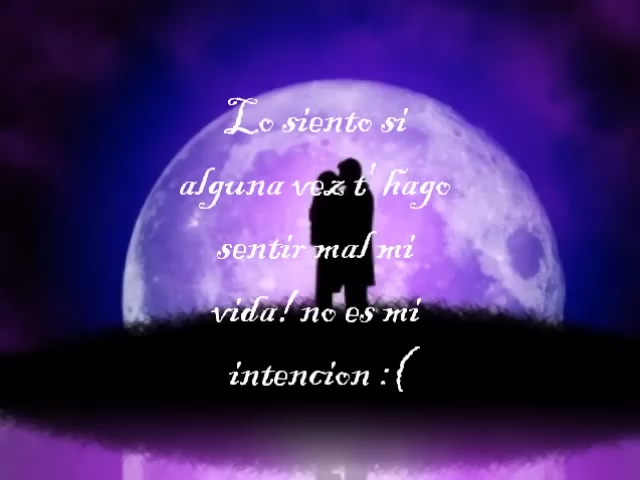 Lo siento si
alguna vez t' hago
sentir mal mi
vida! no es mi
intencion :(